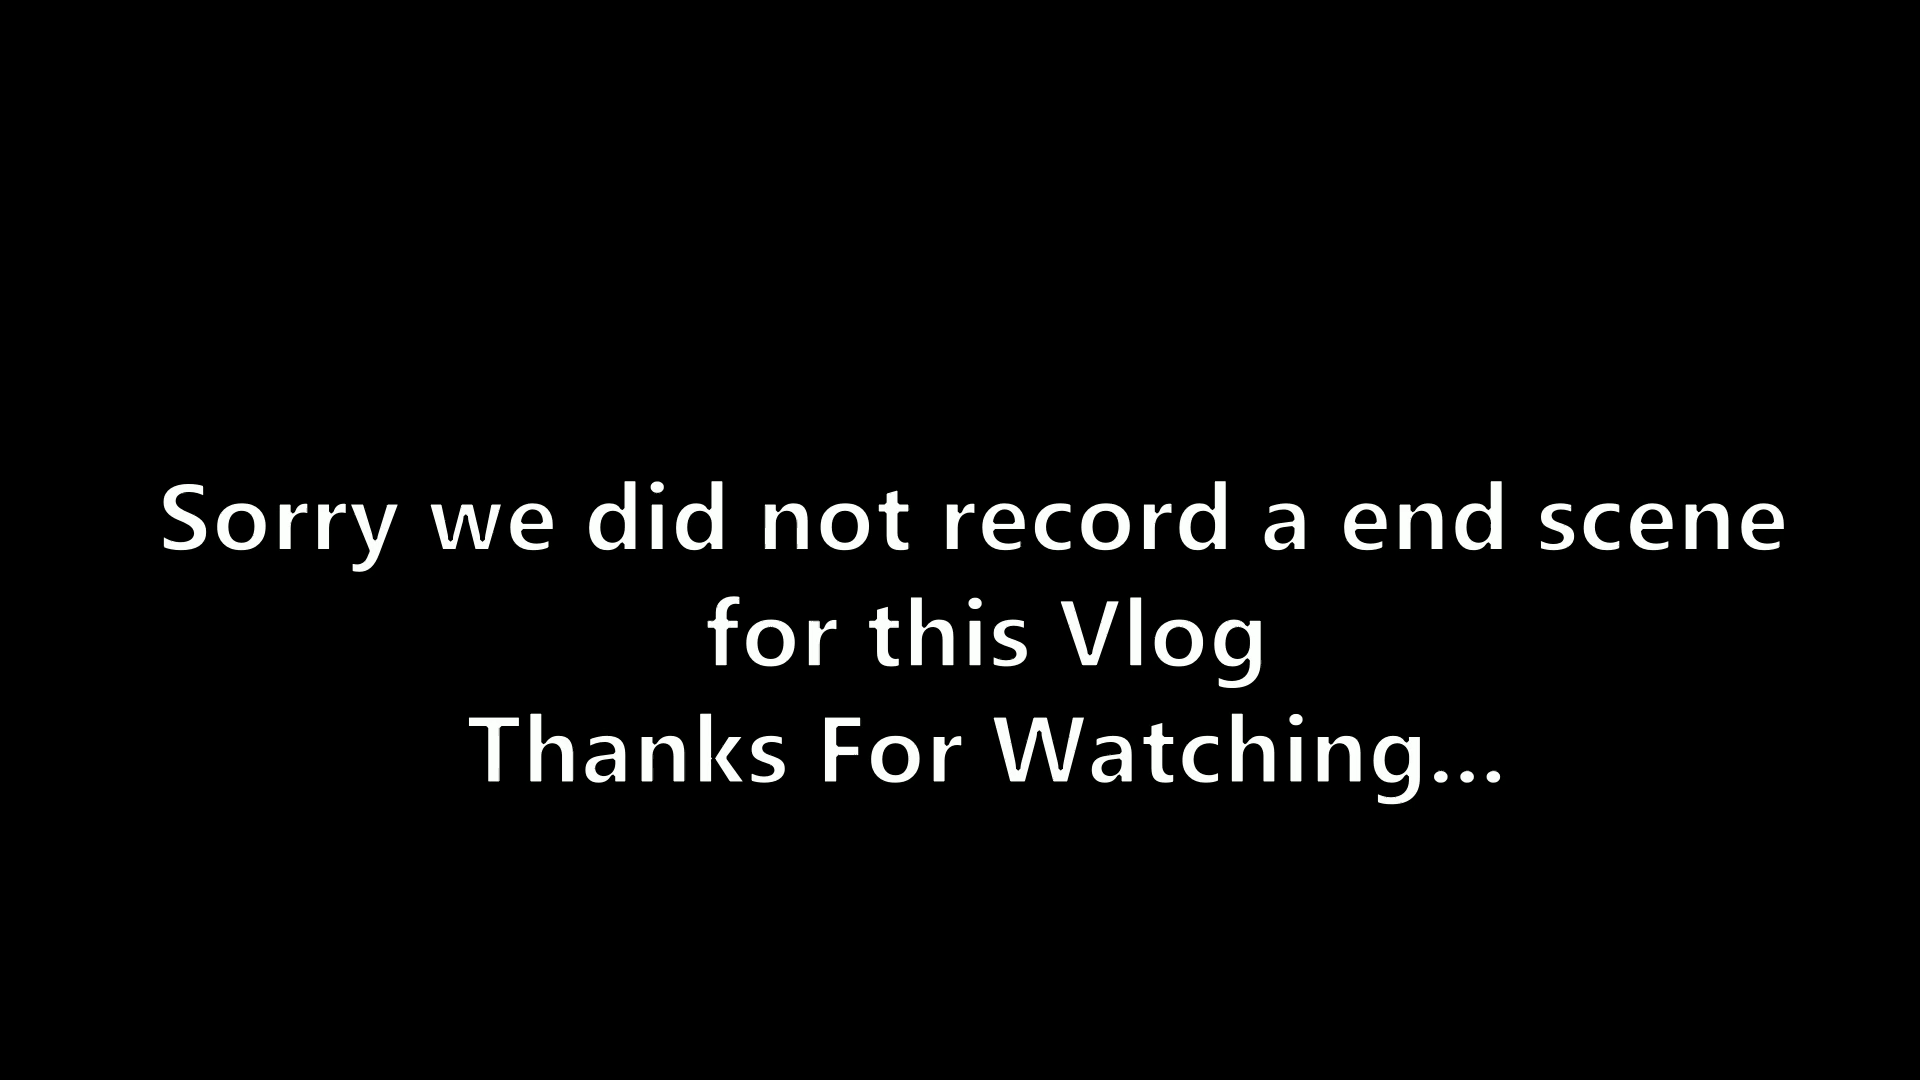 Sorry we did not record a end scene
for this Vlog
Thanks For Watching...